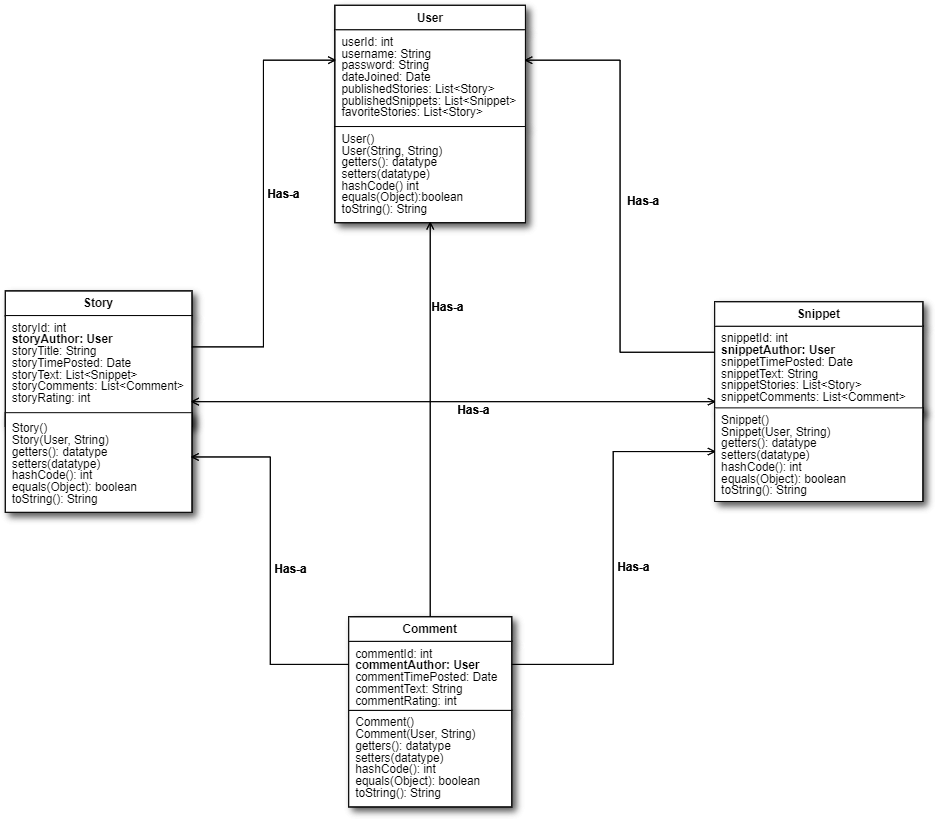 User
userId: int
username: String
password: String
dateJoined: Date
publishedStories: List<Story>
publishedSnippets: List<Snippet>
favoriteStories: List<Story>
User()
User(String, String)
getters(): datatype
setters(datatype)
hashCode() int
equals(Object):boolean
toString(): String
Has-a
Has-a
Has-a
Story
storyId: int
storyAuthor: User
storyTitle: String
storyTimePosted: Date
storyText: List<Snippet>
storyComments: List<Comment>
storyRating: int
Story()
Story(User, String)
getters(): datatype
setters(datatype)
hashCode(): int
equals(Object): boolean
toString(): String
Has-a
Snippet
snippetId: int
snippetAuthor: User
snippetTimePosted: Date
snippetText: String
snippetStories: List<Story>
snippetComments: List<Comment>
Snippet()
Snippet(User, String)
getters(): datatype
setters(datatype)
hashCode(): int
equals(Object): boolean
toString(): String
Has-a
Has-a
Comment
commentId: int
commentAuthor: User
commentTimePosted: Date
commentText: String
commentRating: int
Comment()
Comment(User, String)
getters(): datatype
setters(datatype)
hashCode(): int
equals(Object): boolean
toString(): String